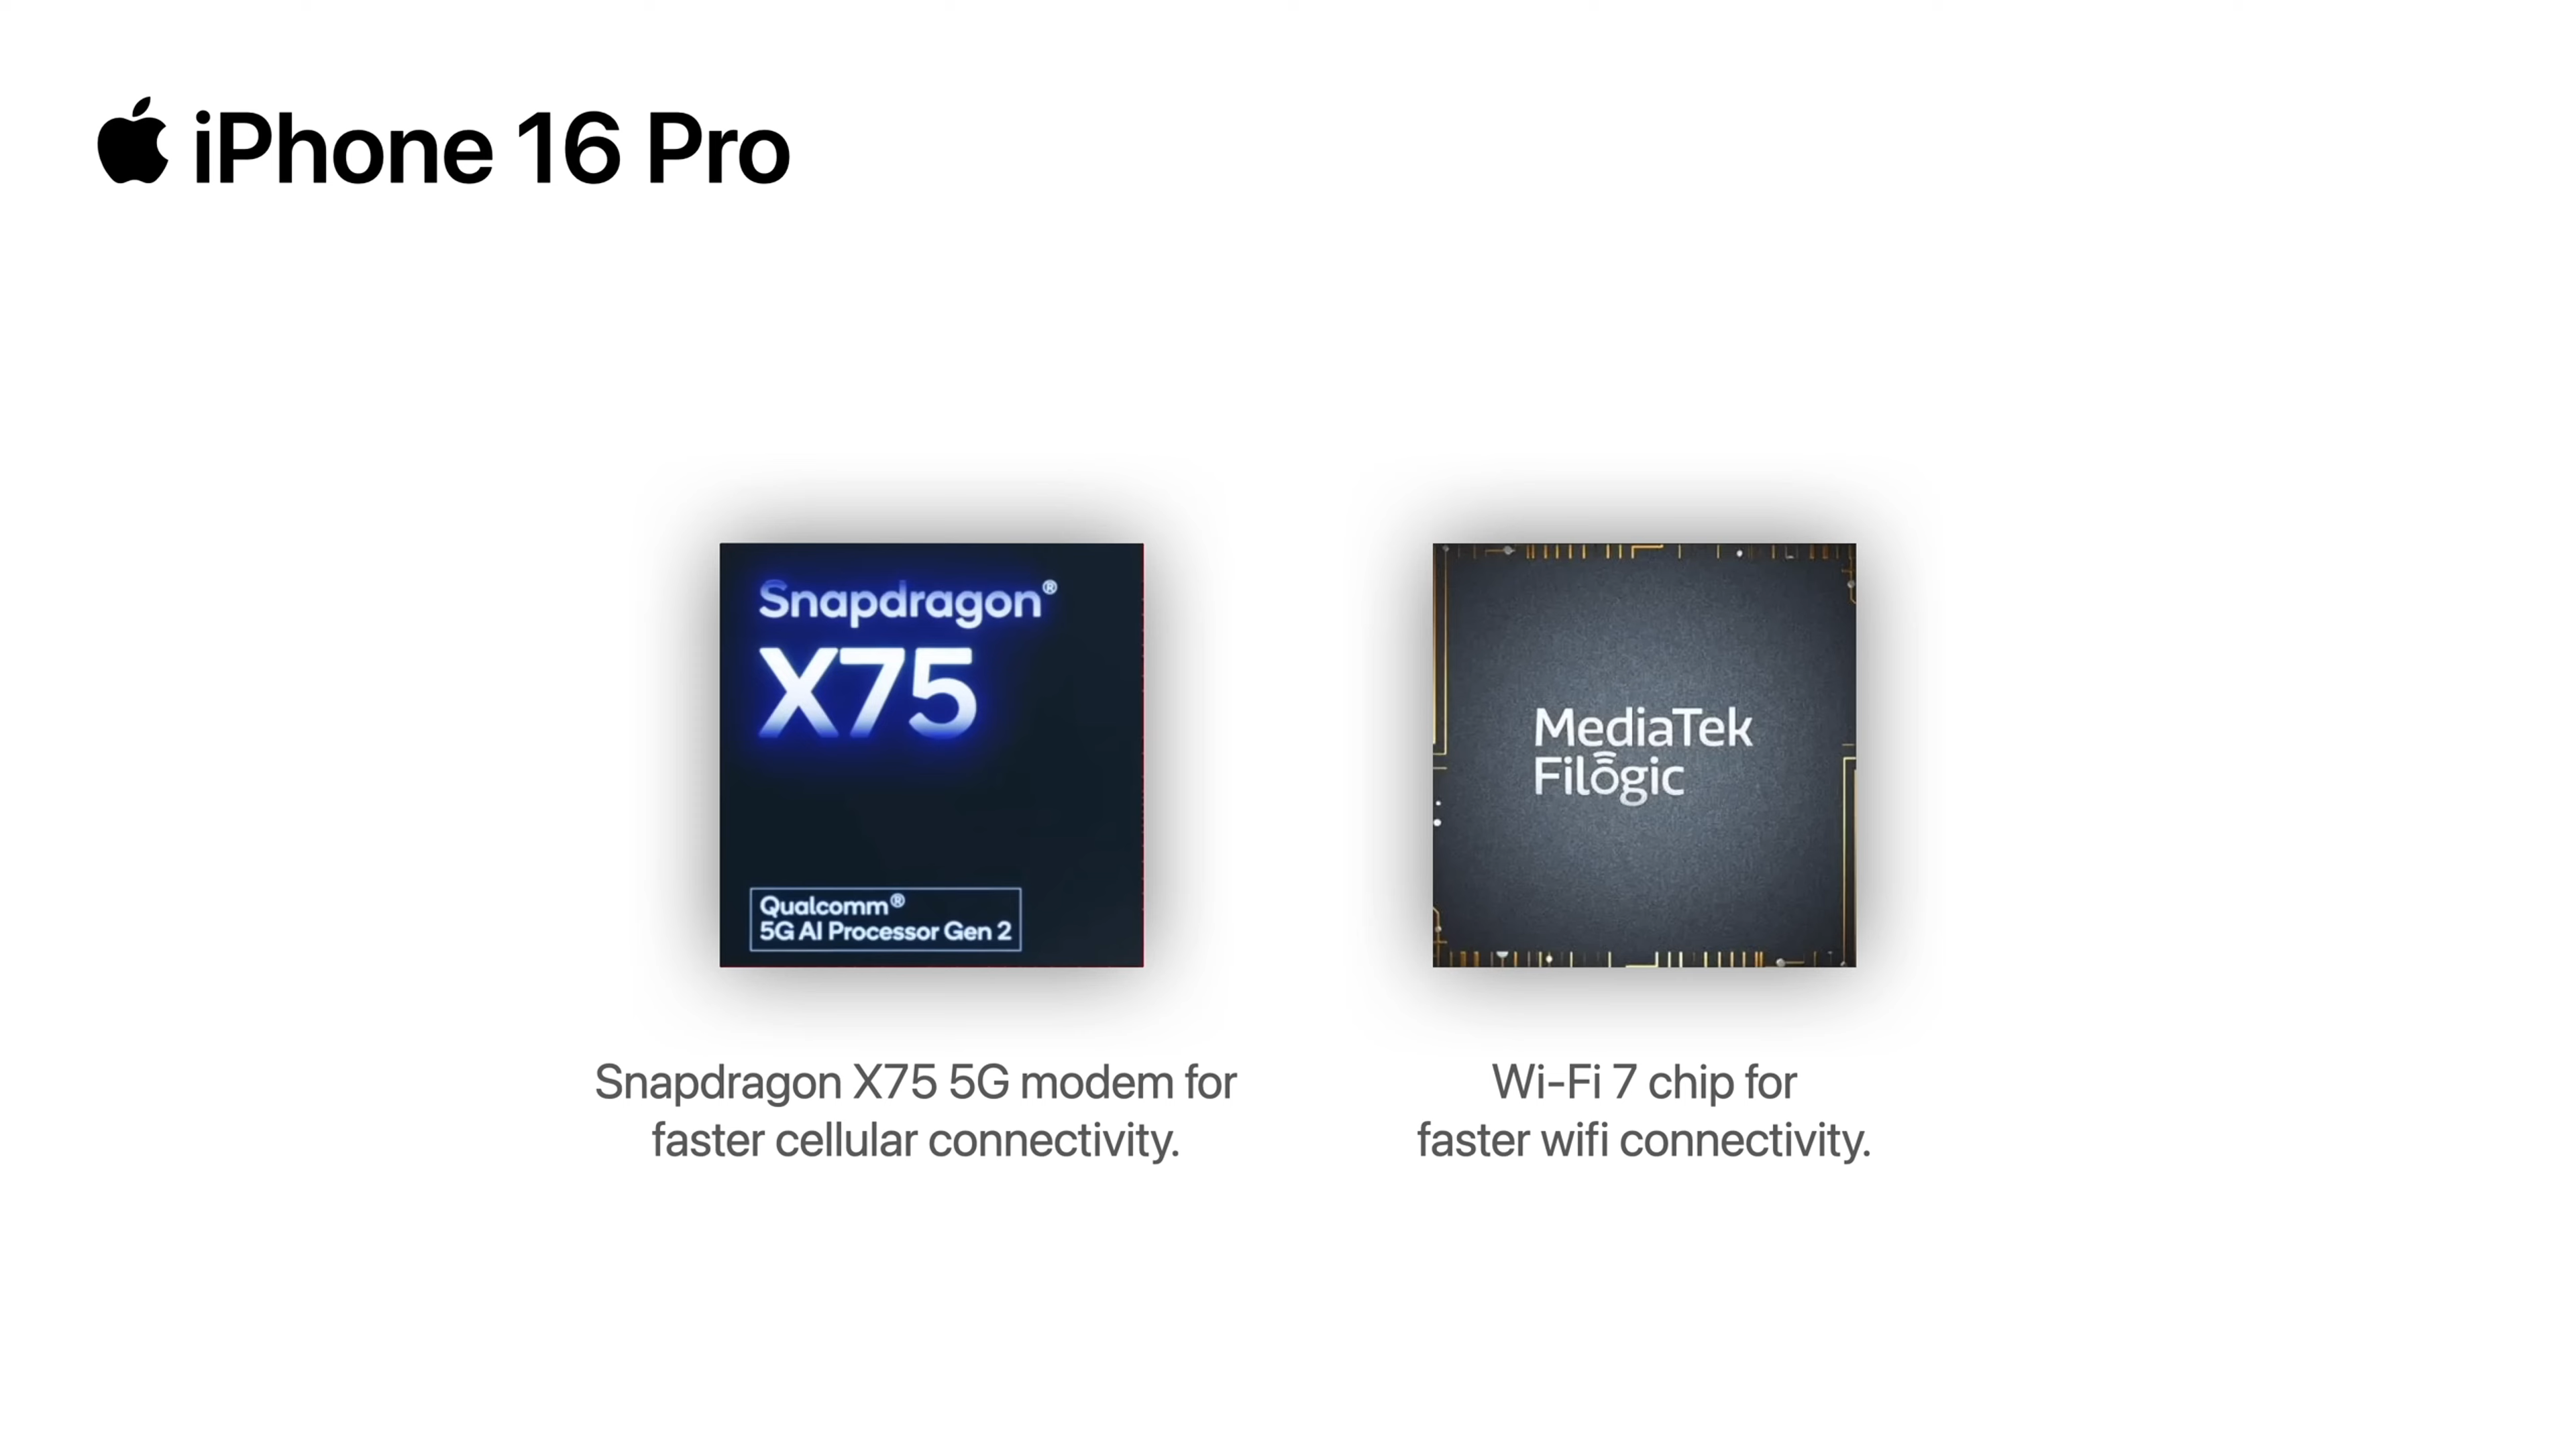 iPhone 16 Pro
Snapdragon®
X75
Qualcomm®
5G AI Processor Gen 2
Snapdragon X75 5G modem for
faster cellular connectivity.
MediaTek
Filogic
Wi-Fi 7 chip for
faster wifi connectivity.